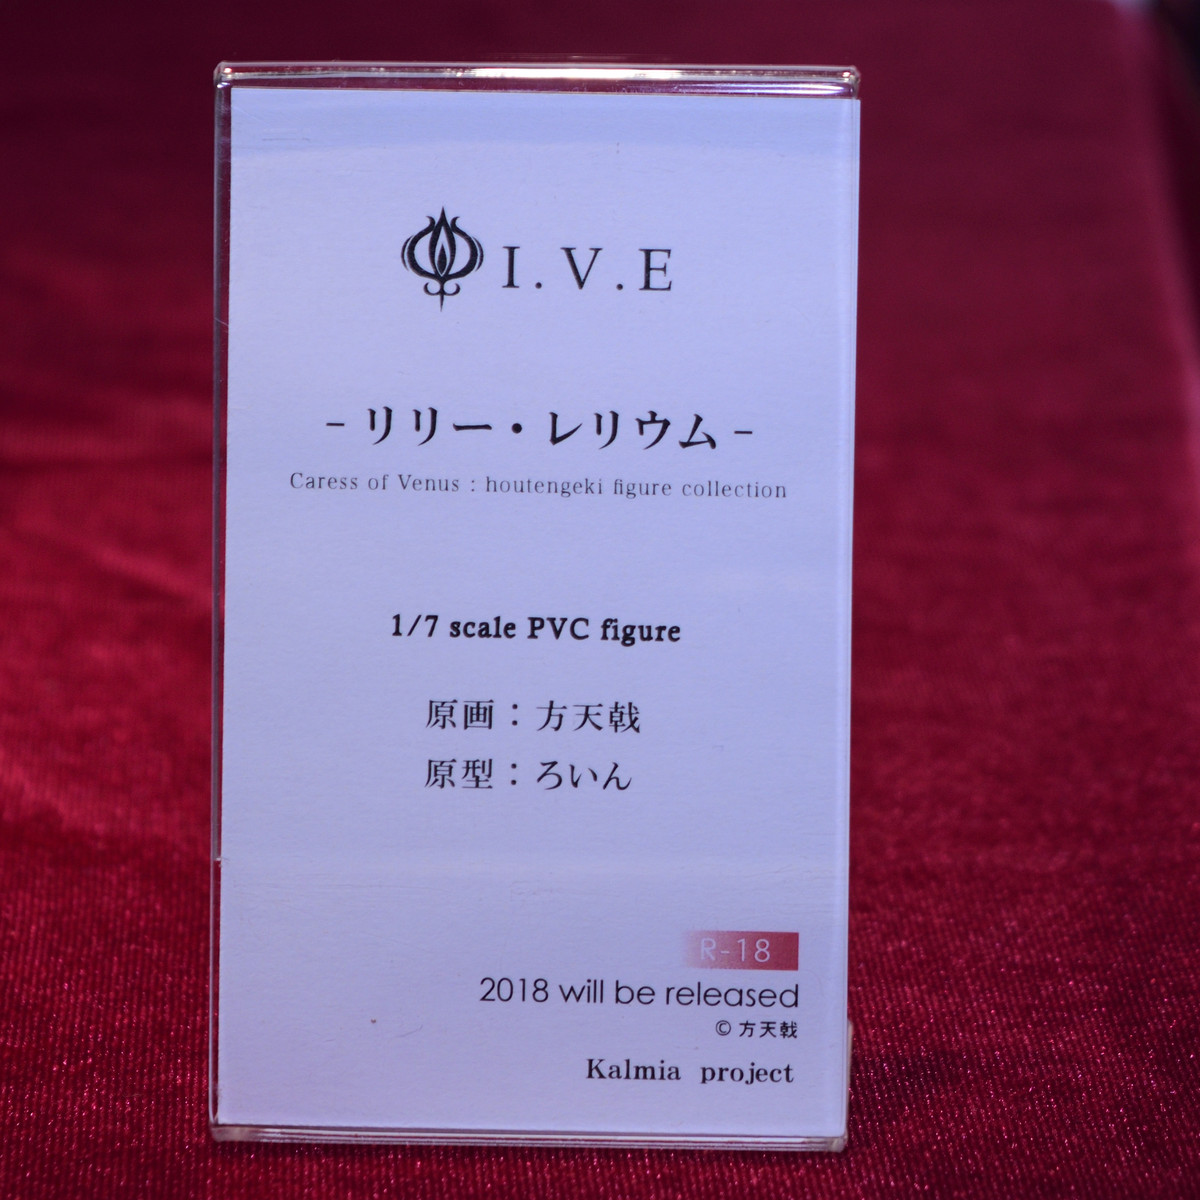 I.V.E
-リリー・レリウム-
Caress of Venus : houtengeki figure collection
1/7 scale PVC figure
原画：方天戟
原型：ろいん
R-18
2018 will be released
© 方天戟
Kalmia project